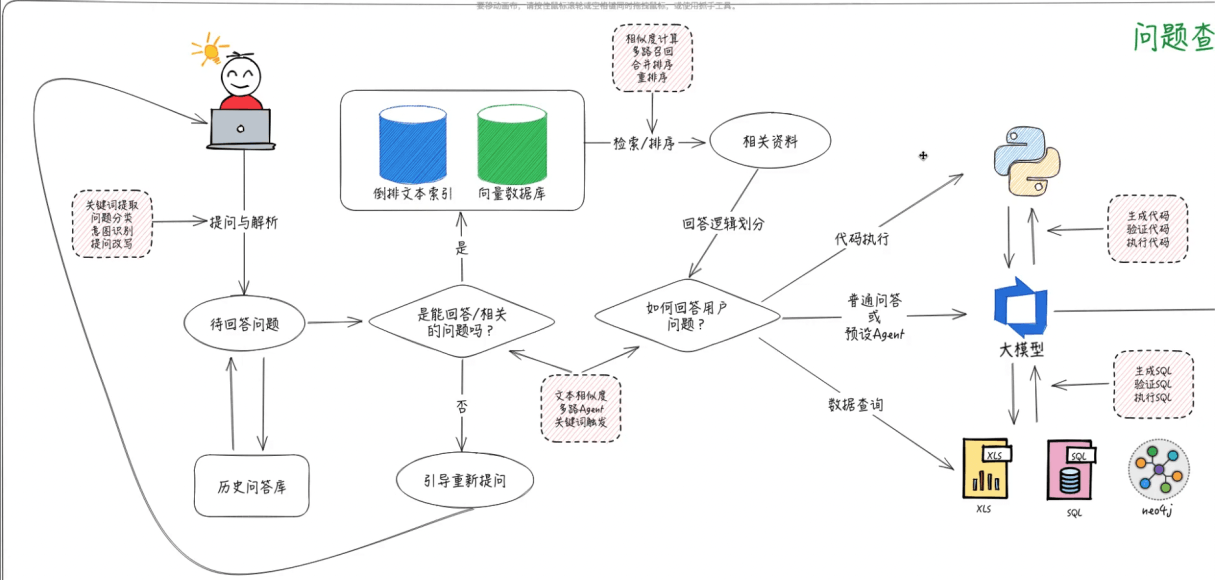 要移动画布，请按住鼠标滚轮或空格键同时拖拽鼠标，或使用抓手工具。
问题查
相似度计算
多路召回
合并排序
重排序
检索/排序
相关资料
倒排文本索引
向量数据库
关键词提取
问题分类
意图识别
提问改写
提问与解析
回答逻辑划分
代码执行
生成代码
验证代码
执行代码
是
待回答问题
是能回答/相关
的问题吗？
如何回答用户
问题？
普通问答
或
预设Agent
大模型
文本相似度
多路Agent
关键词触发
否
数据查询
生成SQL
验证SQL
执行SQL
历史问答库
引导重新提问
XLS
SQL
XLS
SQL
neo4j